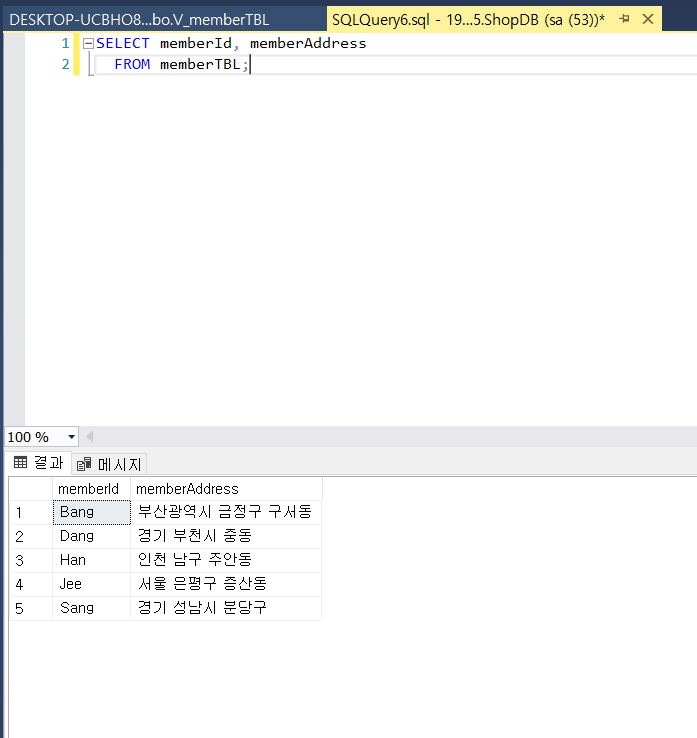 DESKTOP-UCBHO8...bo.V_memberTBL SQLQuery6.sql - 19...5.ShopDB (sa (53))*
1 SELECT memberId, memberAddress
2 FROM memberTBL;
100 %
결과 메시지
memberId memberAddress
1 Bang 부산광역시 금정구 구서동
2 Dang 경기 부천시 중동
3 Han 인천 남구 주안동
4 Jee 서울 은평구 증산동
5 Sang 경기 성남시 분당구